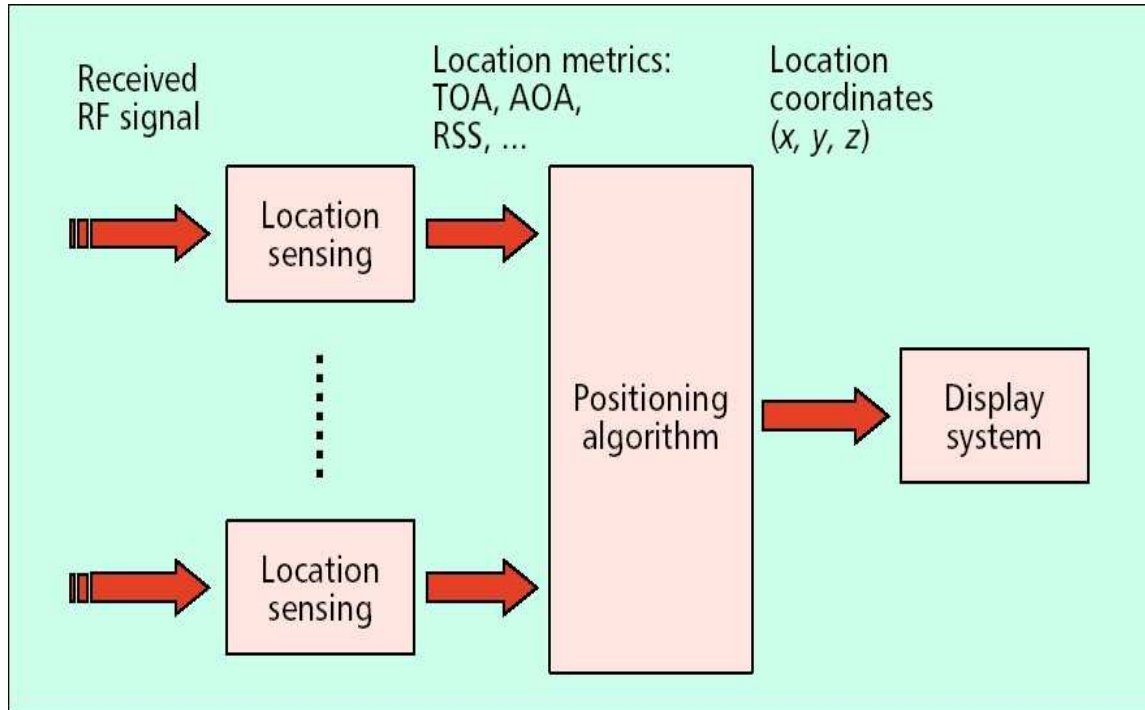 Received
RF signal
Location metrics:
TOA, AOA,
RSS, ...
Location
coordinates
(x, y, z)
Location
sensing
Positioning
algorithm
Display
system
Location
sensing